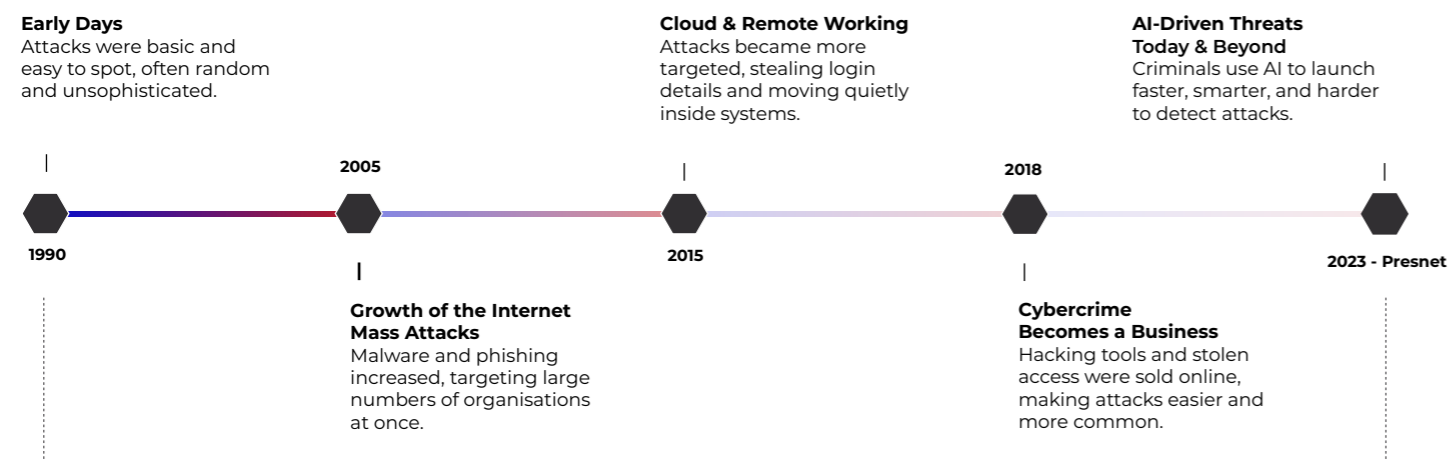 Early Days
Attacks were basic and
easy to spot, often random
and unsophisticated.
1990
2005
Growth of the Internet
Mass Attacks
Malware and phishing
increased, targeting large
numbers of organisations
at once.
Cloud & Remote Working
Attacks became more
targeted, stealing login
details and moving quietly
inside systems.
2015
2018
Cybercrime
Becomes a Business
Hacking tools and stolen
access were sold online,
making attacks easier and
more common.
AI-Driven Threats
Today & Beyond
Criminals use AI to launch
faster, smarter, and harder
to detect attacks.
2023 - Presnet